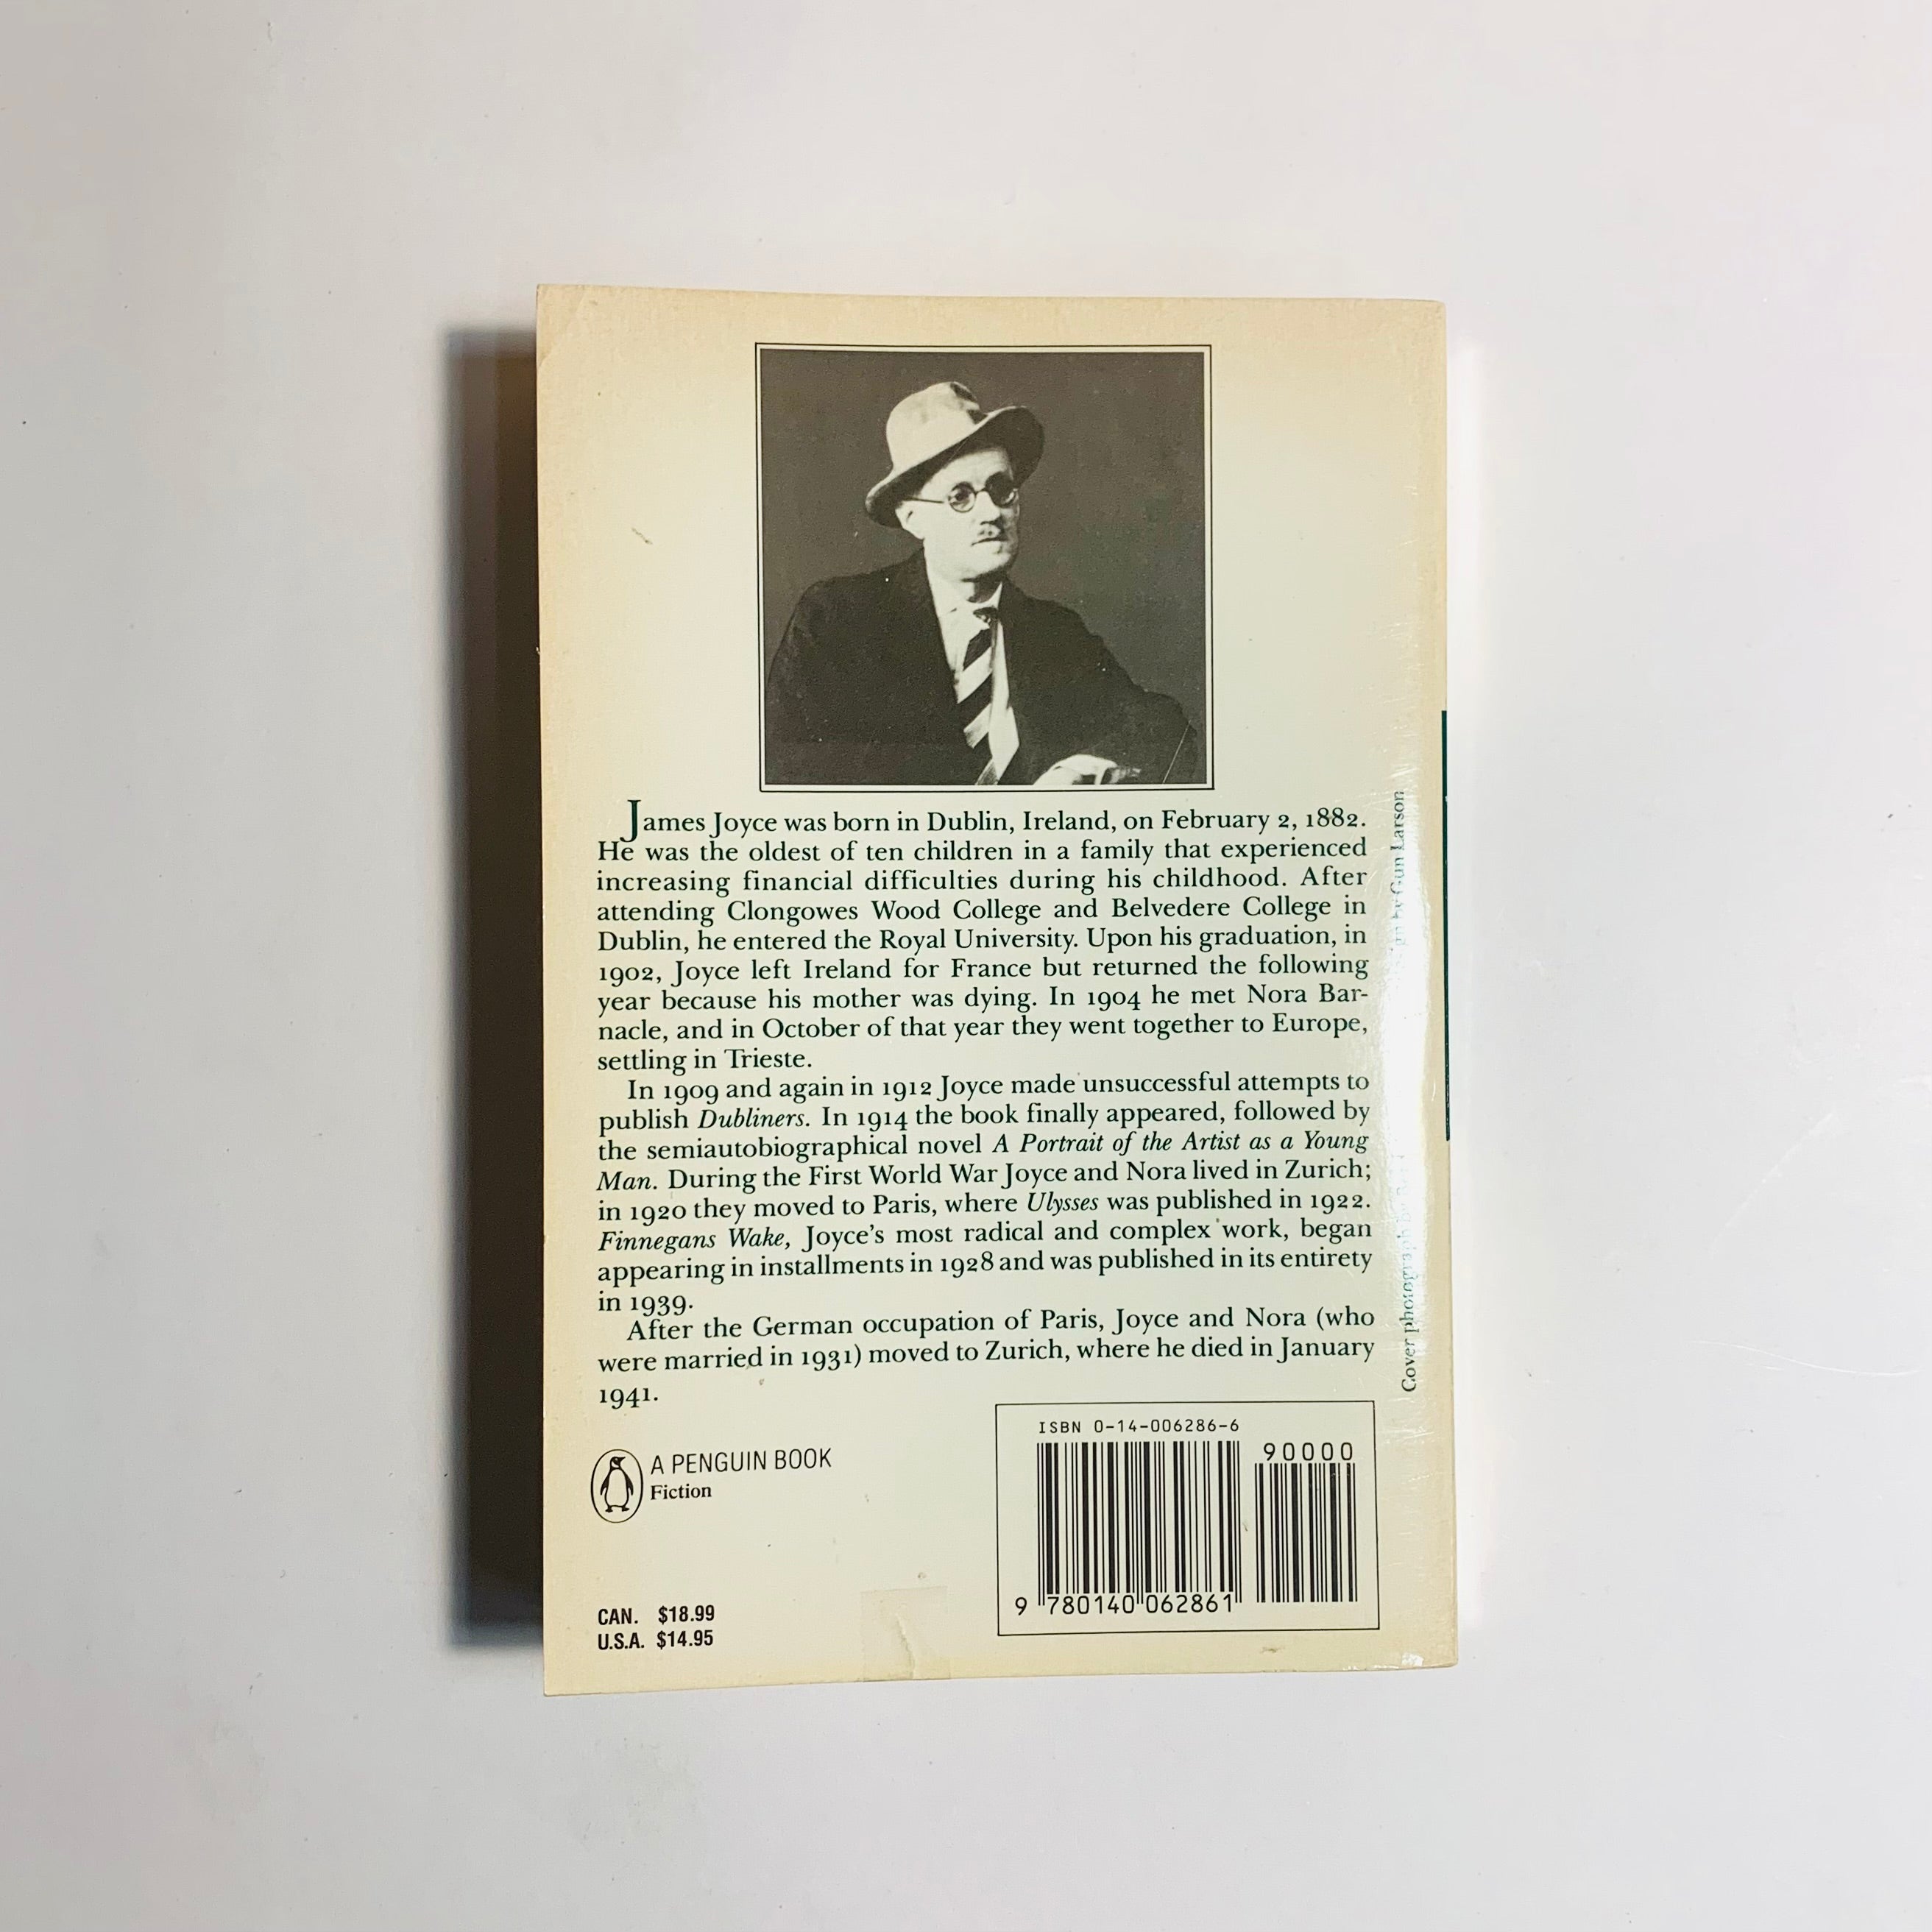 James Joyce was born in Dublin, Ireland, on February 2, 1882.
He was the oldest of ten children in a family that experienced
increasing financial difficulties during his childhood. After
attending Clongowes Wood College and Belvedere College in
Dublin, he entered the Royal University. Upon his graduation, in
1902, Joyce left Ireland for France but returned the following
year because his mother was dying. In 1904 he met Nora Bar-
nacle, and in October of that year they went together to Europe,
settling in Trieste.
In 1909 and again in 1912 Joyce made unsuccessful attempts to
publish Dubliners. In 1914 the book finally appeared, followed by
the semiautobiographical novel A Portrait of the Artist as a Young
Man. During the First World War Joyce and Nora lived in Zurich;
in 1920 they moved to Paris, where Ulysses was published in 1922.
Finnegans Wake, Joyce's most radical and complex work, began
appearing in installments in 1928 and was published in its entirety
in 1939.
After the German occupation of Paris, Joyce and Nora (who
were married in 1931) moved to Zurich, where he died in January
1941.
Cover photograph by Gun Larson
A PENGUIN BOOK
Fiction
CAN. $18.99
U.S.A. $14.95
ISBN 0-14-006286-6
90000
9 780140 062861